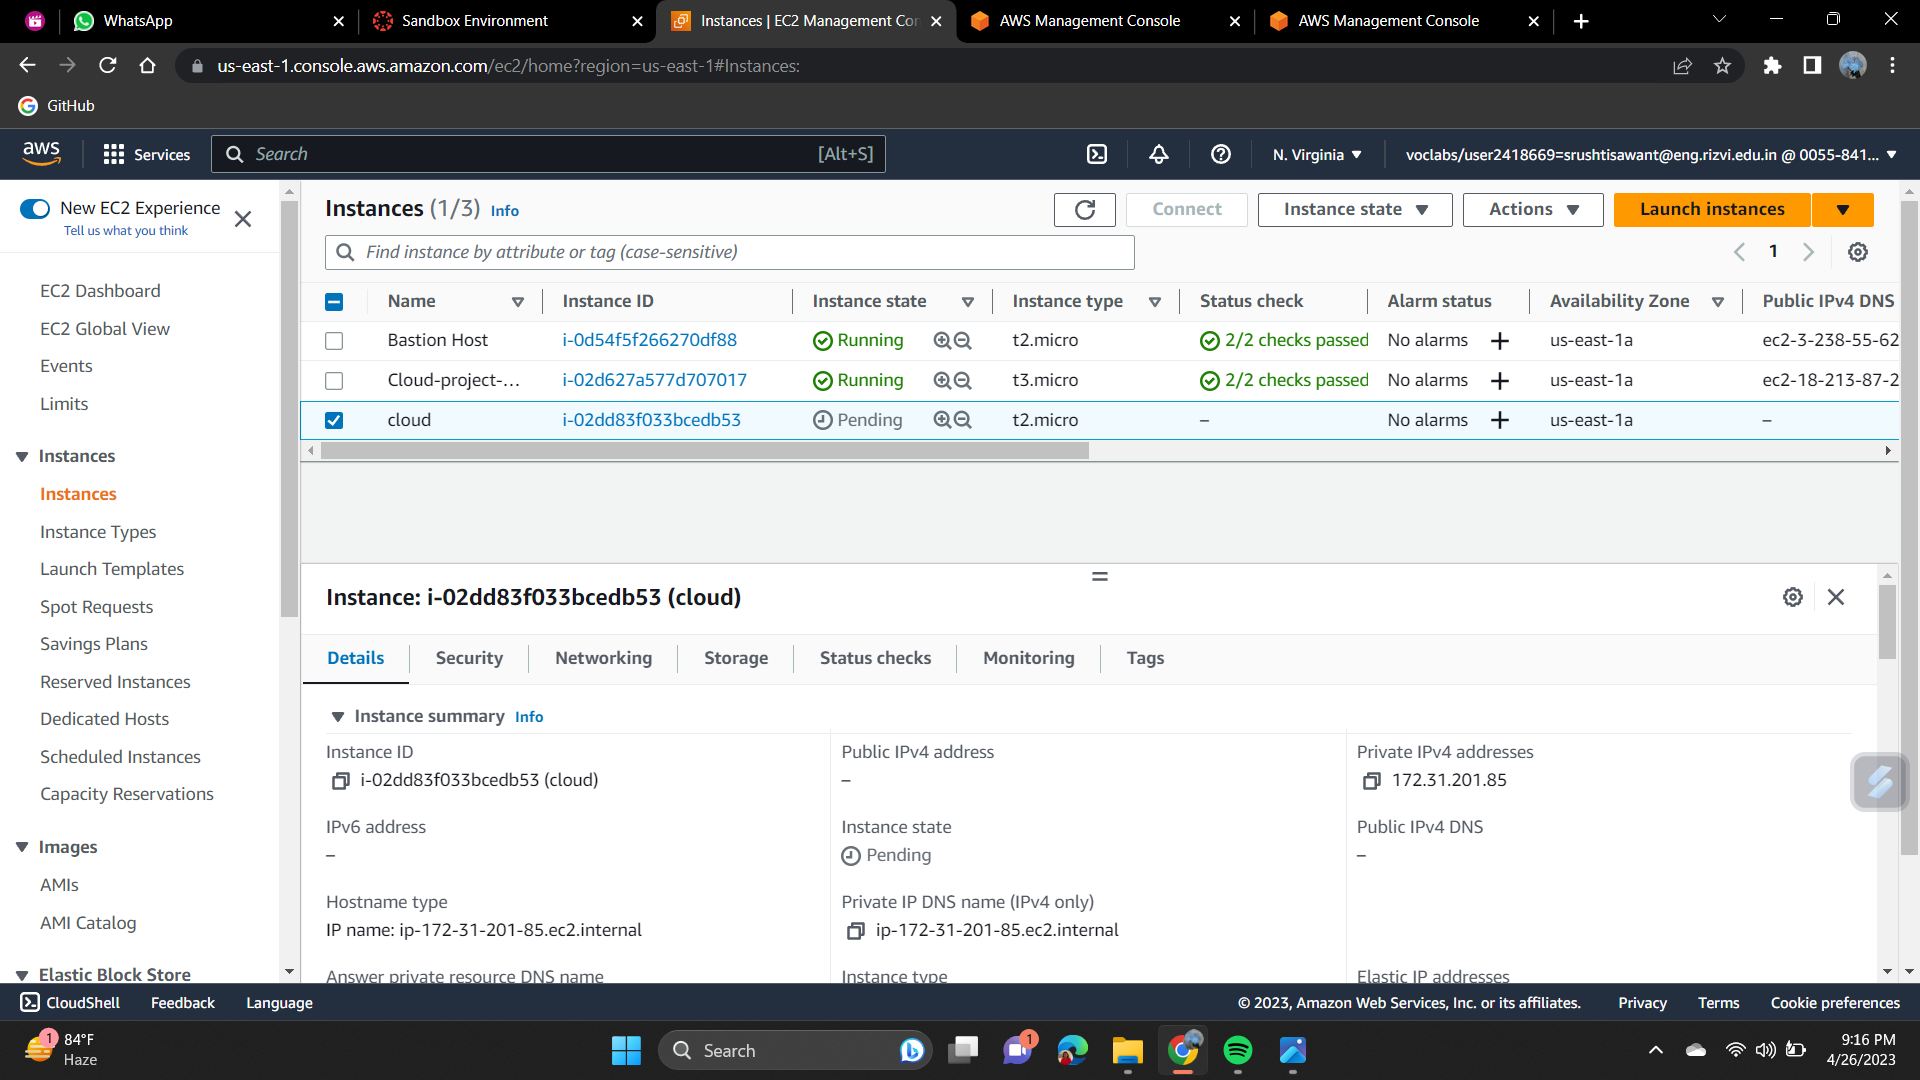 WhatsApp
Sandbox Environment
Instances | EC2 Management Con
AWS Management Console
AWS Management Console
us-east-1.console.aws.amazon.com/ec2/home?region=us-east-1#Instances:
GitHub
aws
Services
Search
[Alt+S]
N. Virginia
voclabs/user2418669=srushtisawant@eng.rizvi.edu.in @ 0055-841...
New EC2 Experience
Tell us what you think
EC2 Dashboard
EC2 Global View
Events
Limits
Instances
Instances
Instance Types
Launch Templates
Spot Requests
Savings Plans
Reserved Instances
Dedicated Hosts
Scheduled Instances
Capacity Reservations
Images
AMIs
AMI Catalog
Elastic Block Store
Instances (1/3) Info
Connect
Instance state
Actions
Launch instances
Find instance by attribute or tag (case-sensitive)
1
Name Instance ID Instance state Instance type Status check Alarm status Availability Zone Public IPv4 DNS
Bastion Host i-0d54f5f266270df88 Running t2.micro 2/2 checks passed No alarms us-east-1a ec2-3-238-55-62
Cloud-project-... i-02d627a577d707017 Running t3.micro 2/2 checks passed No alarms us-east-1a ec2-18-213-87-2
cloud i-02dd83f033bcedb53 Pending t2.micro – No alarms us-east-1a –
Instance: i-02dd83f033bcedb53 (cloud)
Details Security Networking Storage Status checks Monitoring Tags
Instance summary Info
Instance ID
i-02dd83f033bcedb53 (cloud)
Public IPv4 address
–
Private IPv4 addresses
172.31.201.85
IPv6 address
–
Instance state
Pending
Public IPv4 DNS
–
Hostname type
IP name: ip-172-31-201-85.ec2.internal
Private IP DNS name (IPv4 only)
ip-172-31-201-85.ec2.internal
Answer private resource DNS name
Instance type
Elastic IP addresses
CloudShell Feedback Language
© 2023, Amazon Web Services, Inc. or its affiliates. Privacy Terms Cookie preferences
1
84°F
Haze
Search
1
9:16 PM
4/26/2023